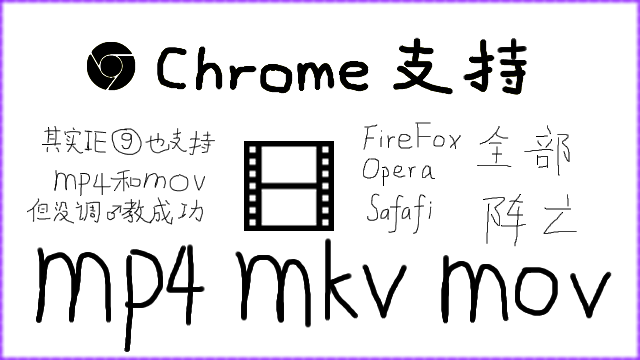 Chrome 支持
其实IE⑨也支持
mp4和mov
但没调♂教成功
FireFox
Opera
Safafi
全部
阵亡
mp4 mkv mov